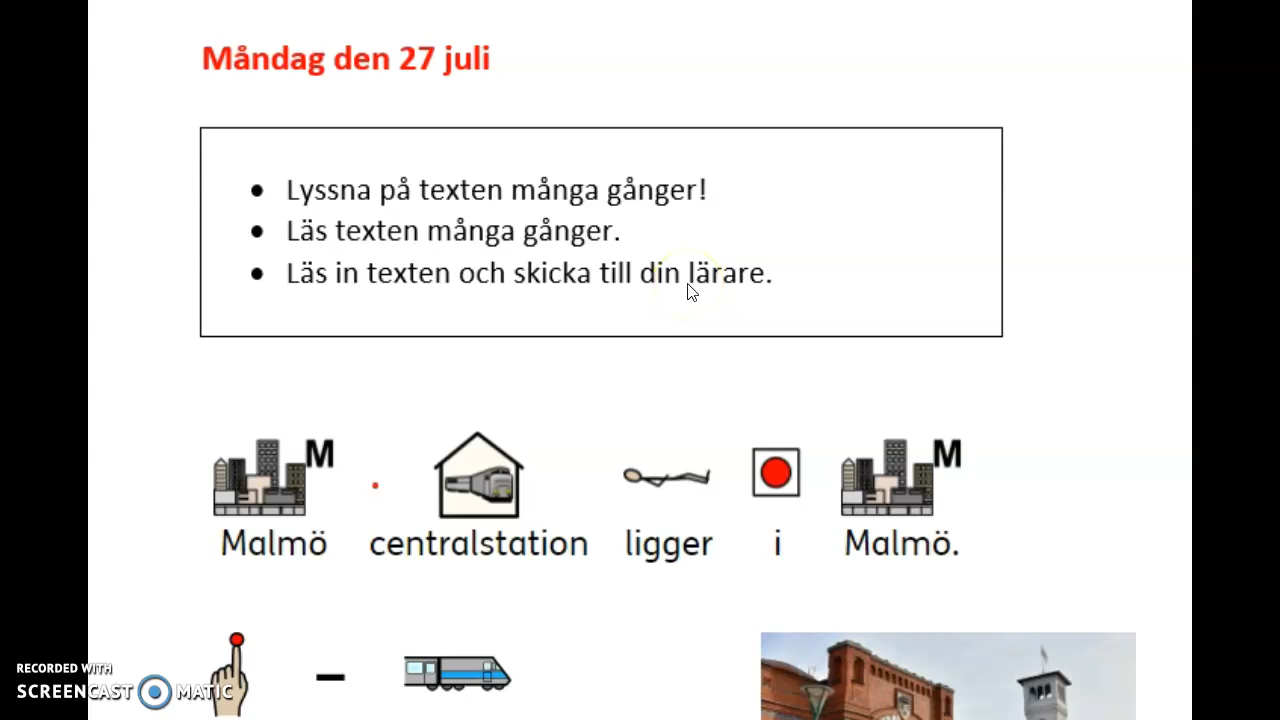 Måndag den 27 juli
• Lyssna på texten många gånger!
• Läs texten många gånger.
• Läs in texten och skicka till din lärare.
M M
Malmö centralstation ligger i Malmö.
RECORDED WITH
SCREENCAST MATIC